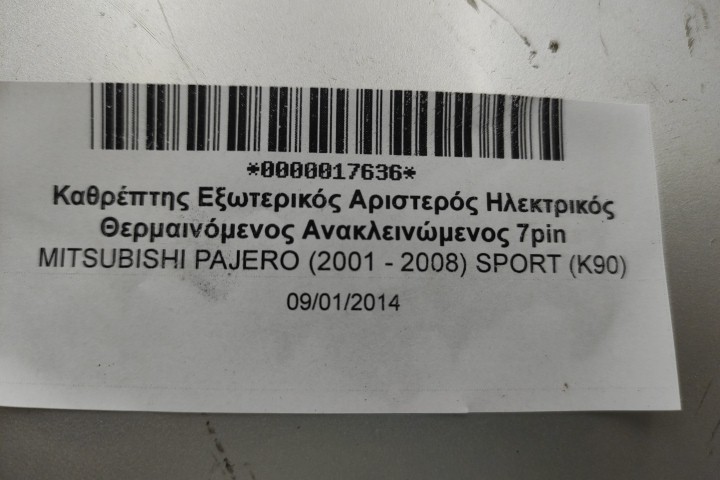 *0000017636*
Καθρέπτης Εξωτερικός Αριστερός Ηλεκτρικός
Θερμαινόμενος Ανακλεινώμενος 7pin
MITSUBISHI PAJERO (2001 - 2008) SPORT (K90)
09/01/2014